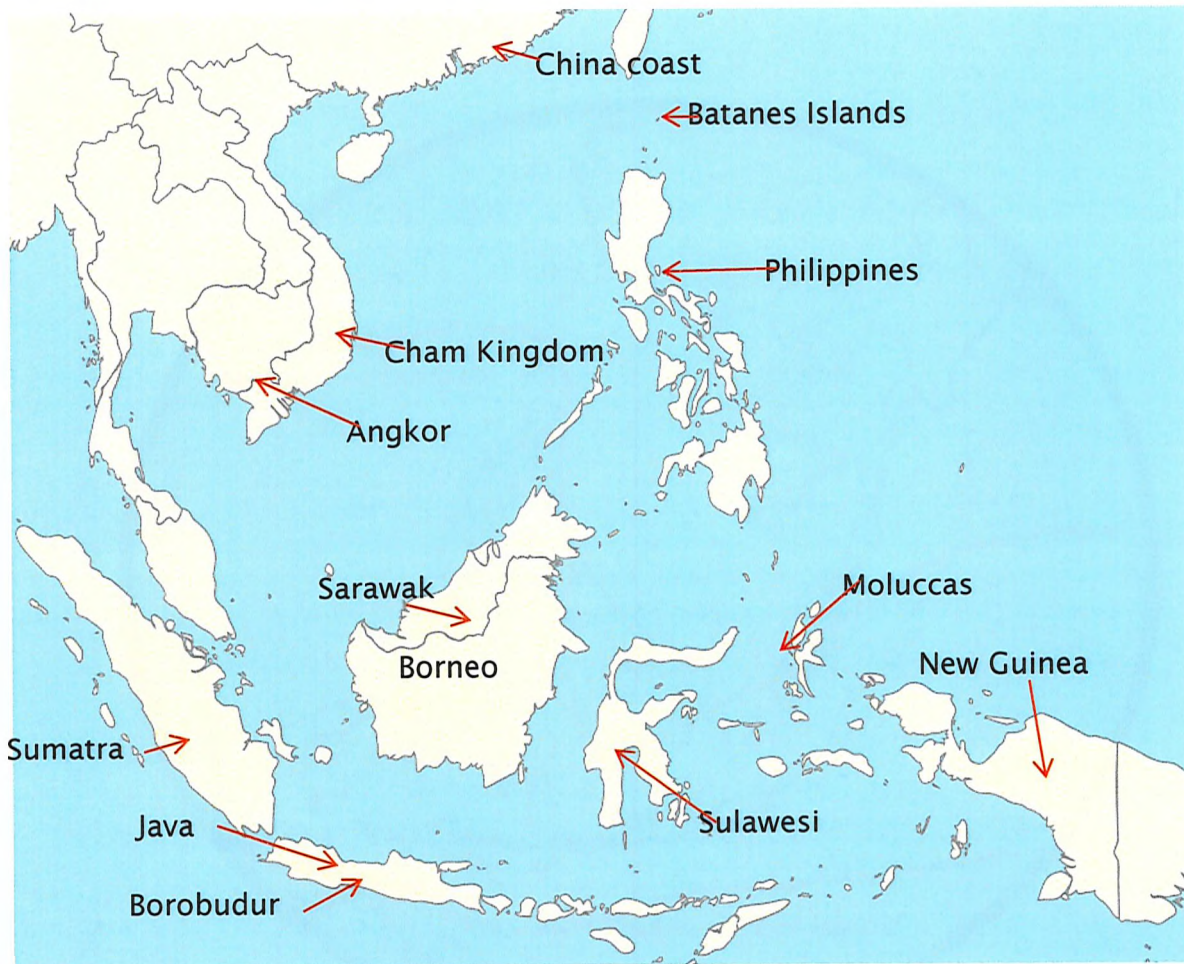 China coast
Batanes Islands
Philippines
Cham Kingdom
Angkor
Sarawak
Moluccas
Borneo
New Guinea
Sumatra
Sulawesi
Java
Borobudur